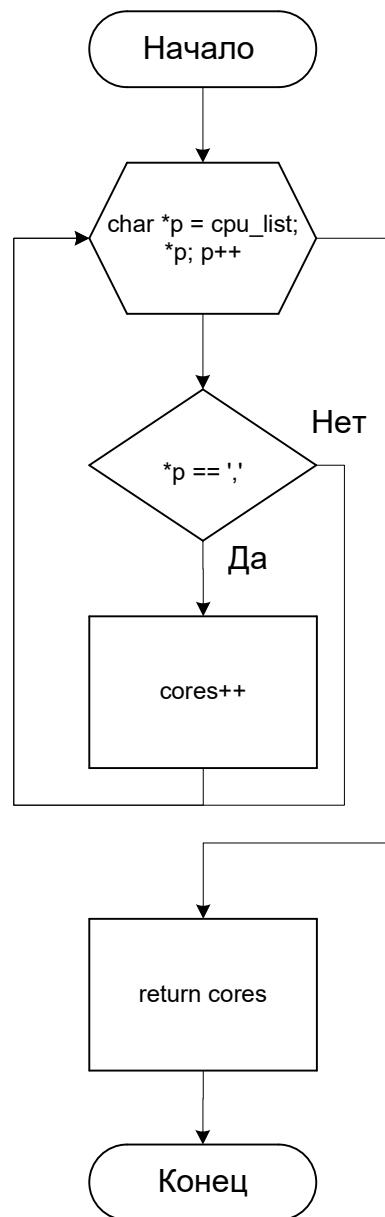 Начало
char *p = cpu_list;
*p; p++
Нет
*p == ','
Да
cores++
return cores
Конец